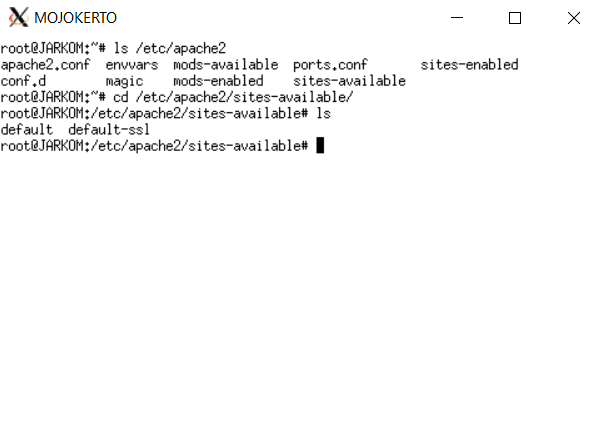 MOJOKERTO
root@JARKOM:~# ls /etc/apache2
apache2.conf  envvars  mods-available  ports.conf       sites-enabled
conf.d        magic    mods-enabled    sites-available
root@JARKOM:~# cd /etc/apache2/sites-available/
root@JARKOM:/etc/apache2/sites-available# ls
default  default-ssl
root@JARKOM:/etc/apache2/sites-available#